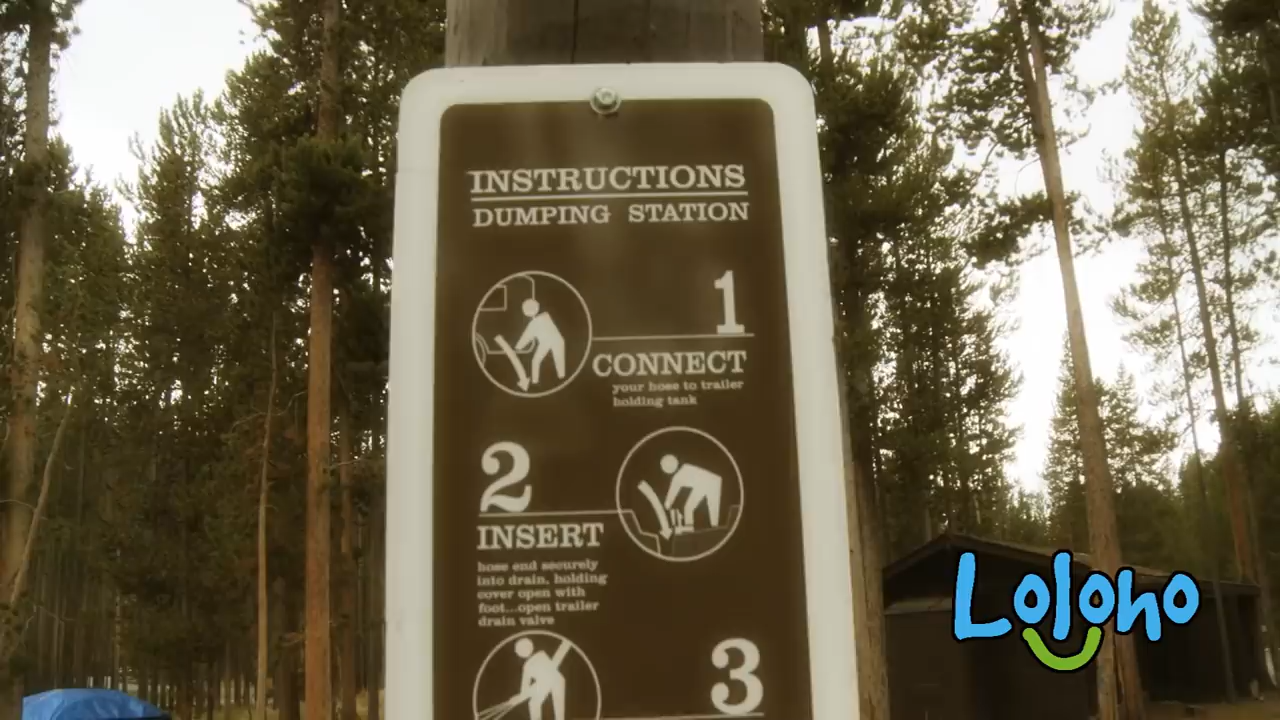 INSTRUCTIONS
DUMPING STATION
1
CONNECT
your hose to trailer
holding tank
2
INSERT
hose end securely
into drain, holding
cover open with
foot...open trailer
drain valve
3
Loloho